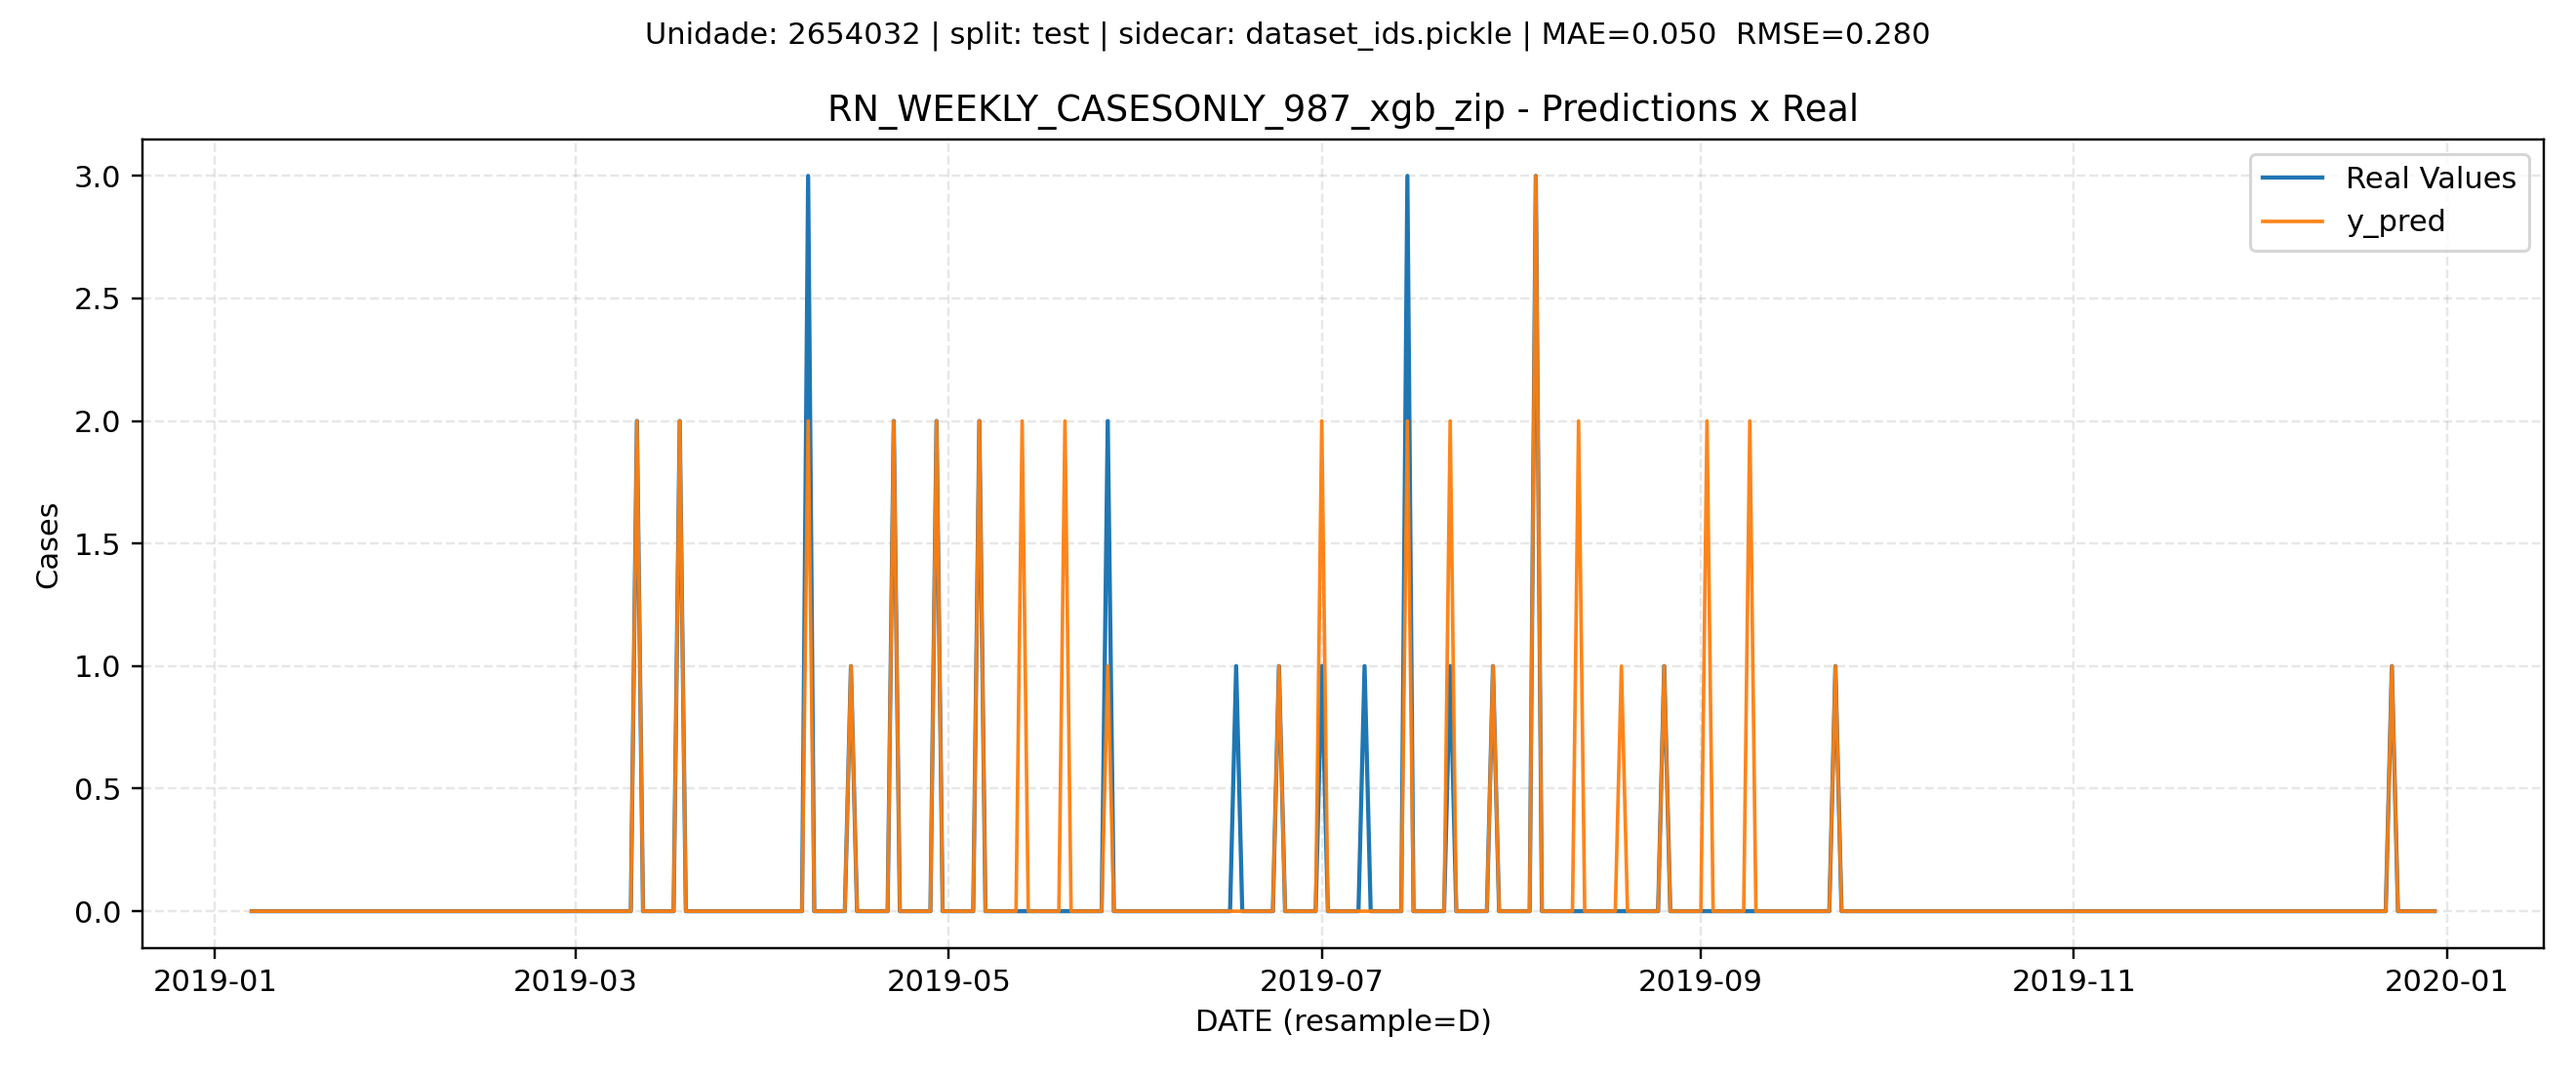 Unidade: 2654032 | split: test | sidecar: dataset_ids.pickle | MAE=0.050  RMSE=0.280
RN_WEEKLY_CASESONLY_987_xgb_zip - Predictions x Real
Real Values
y_pred
Cases
3.0
2.5
2.0
1.5
1.0
0.5
0.0
2019-01 2019-03 2019-05 2019-07 2019-09 2019-11 2020-01
DATE (resample=D)